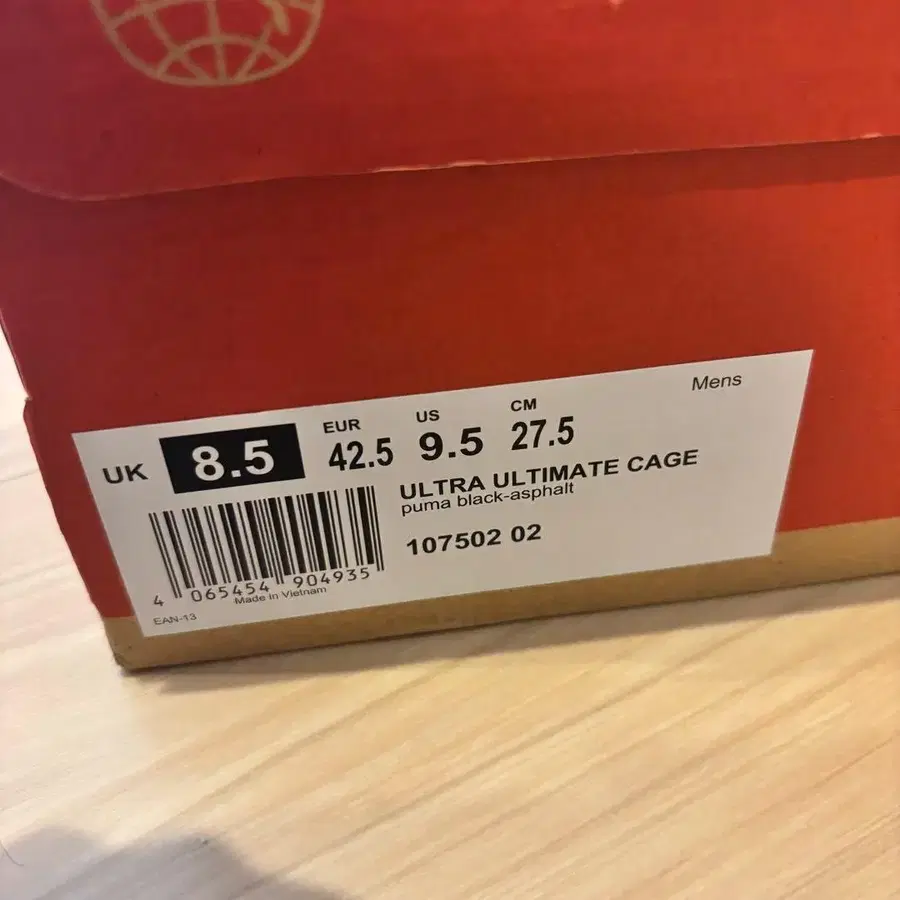 Mens
UK 8.5 EUR 42.5 US 9.5 CM 27.5
ULTRA ULTIMATE CAGE
puma black-asphalt
107502 02
4 065454 904935
Made in Vietnam
EAN-13